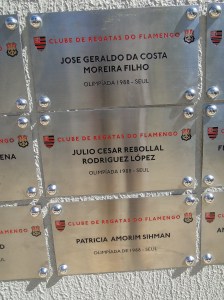 CLUBE DE REGATAS DO FLAMENGO
JOSÉ GERALDO DA COSTA
MOREIRA FILHO
OLIMPÍADA 1988 - SEUL
CLUBE DE REGATAS DO FLAMENGO
JULIO CESAR REBOLLAL
RODRIGUEZ LÓPEZ
OLIMPÍADA 1988 - SEUL
CLUBE DE REGATAS DO FLAMENGO
PATRICIA AMORIM SIHMAN
OLIMPÍADA DE 1988 - SEUL